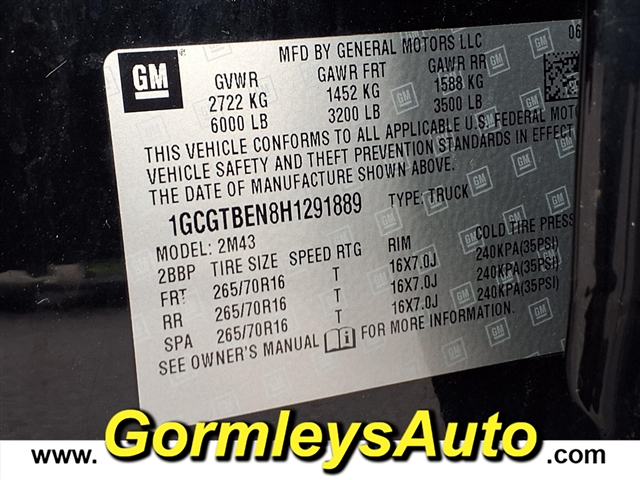 MFD BY GENERAL MOTORS LLC 06
GM
GVWR GAWR FRT GAWR RR
2722 KG 1452 KG 1588 KG
6000 LB 3200 LB 3500 LB
THIS VEHICLE CONFORMS TO ALL APPLICABLE U.S. FEDERAL MOT
VEHICLE SAFETY AND THEFT PREVENTION STANDARDS IN EFFECT
THE DATE OF MANUFACTURE SHOWN ABOVE.
1GCGTBEN8H1291889 TYPE: TRUCK
MODEL: 2M43
2BBP TIRE SIZE SPEED RTG RIM COLD TIRE PRESS
FRT 265/70R16 T 16X7.0J 240KPA(35PSI)
RR 265/70R16 T 16X7.0J 240KPA(35PSI)
SPA 265/70R16 T 16X7.0J 240KPA(35PSI)
SEE OWNER'S MANUAL FOR MORE INFORMATION.
www. GormleysAuto .com